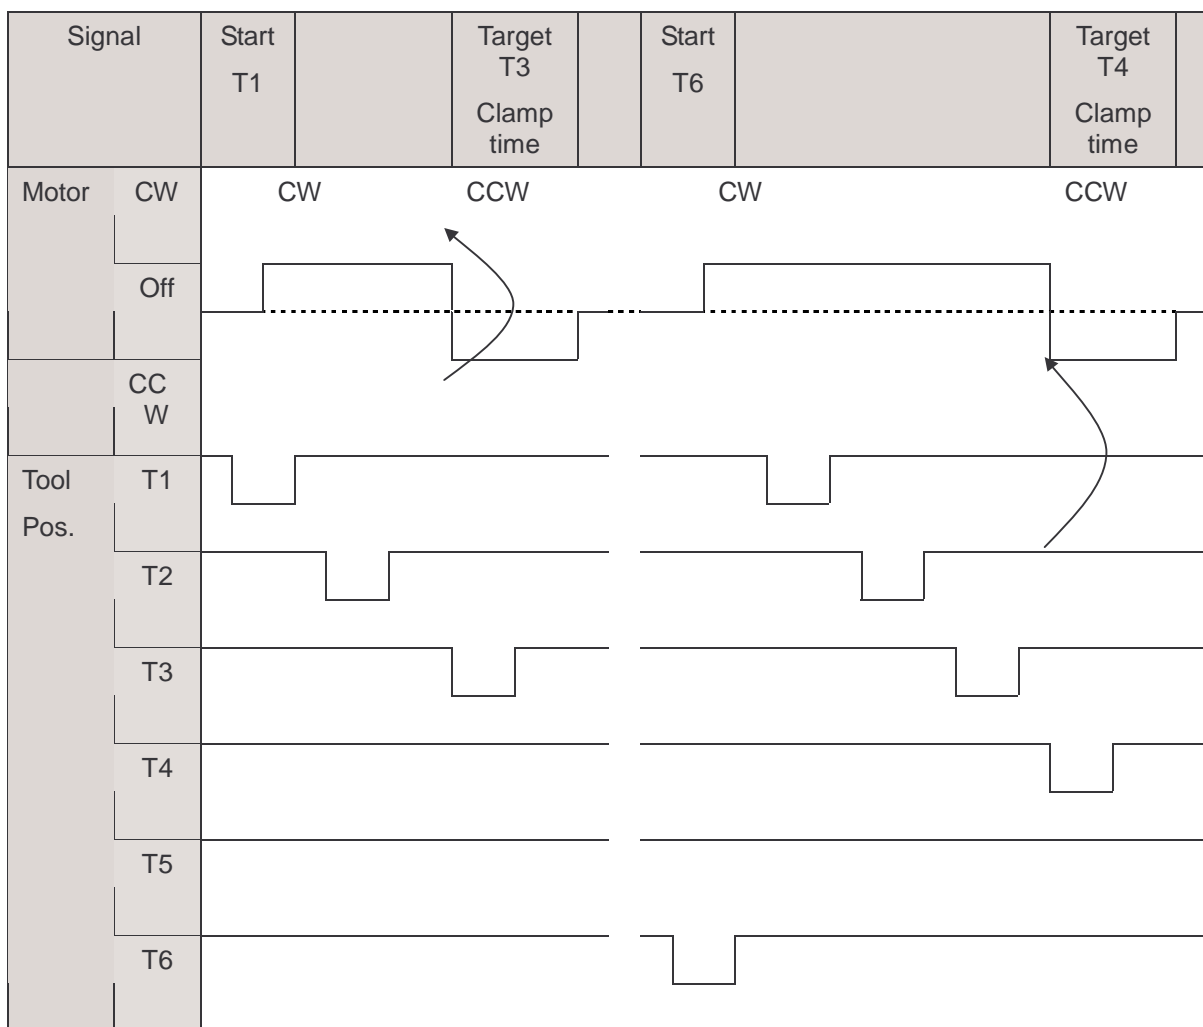 Signal
Start
T1
Target
T3
Clamp
time
Start
T6
Target
T4
Clamp
time
Motor
CW
CW
CCW
CW
CCW
Off
CC
W
Tool
Pos.
T1
T2
T3
T4
T5
T6